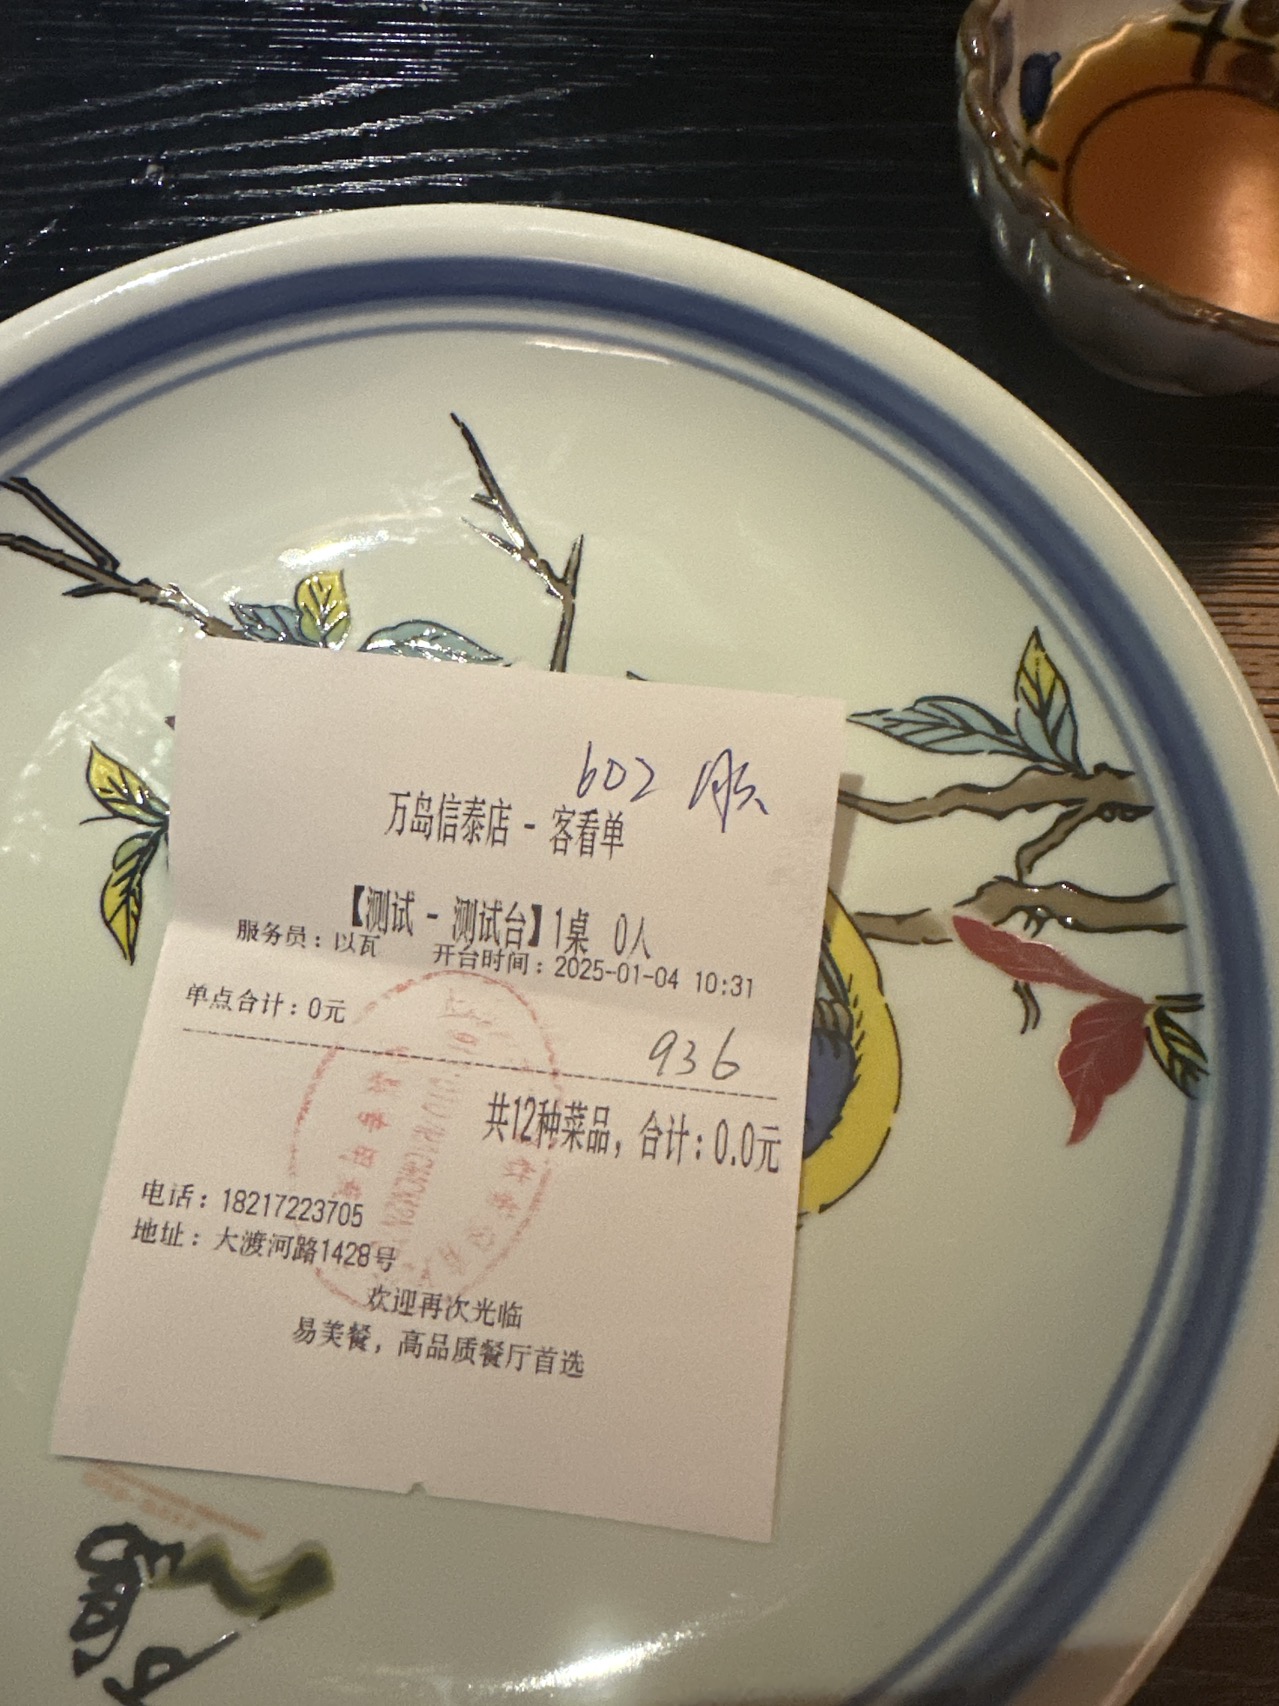 602
万岛信泰店 - 客看单
【测试 - 测试台】1桌 0人
服务员：以瓦 开台时间：2025-01-04 10:31
单点合计：0元
936
共12种菜品，合计：0.0元
电话：18217223705
地址：大渡河路1428号
欢迎再次光临
易美餐，高品质餐厅首选